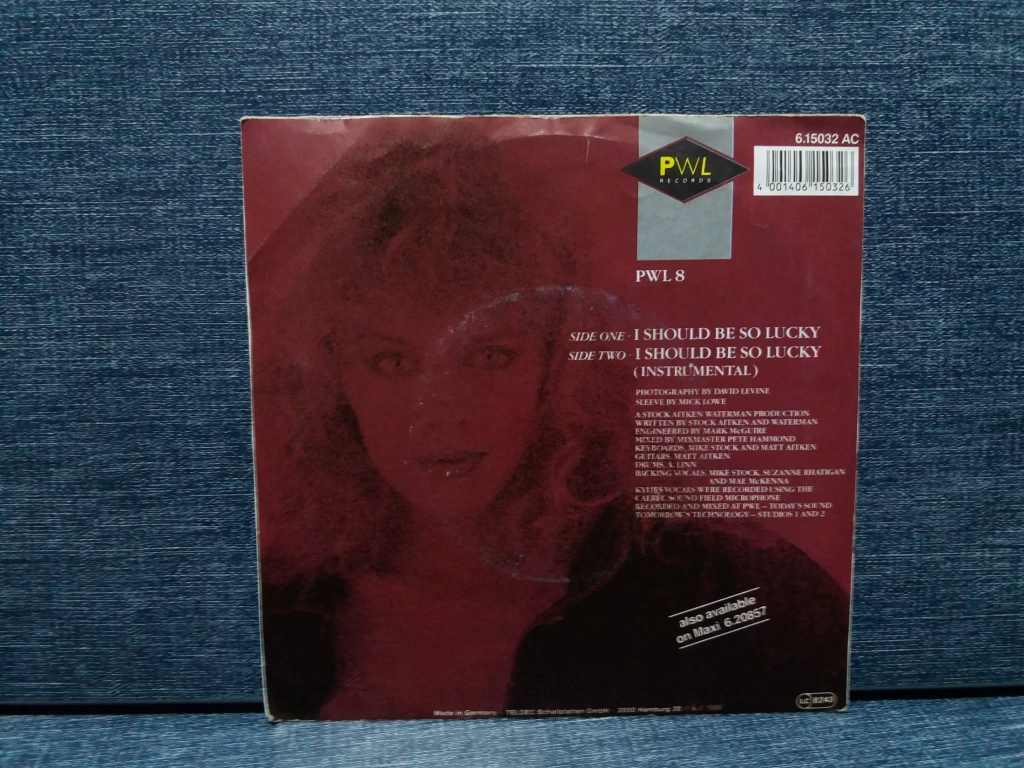 6.15032 AC
PWL
RECORDS
4 001406 150326
PWL 8
SIDE ONE - I SHOULD BE SO LUCKY
SIDE TWO - I SHOULD BE SO LUCKY
(INSTRUMENTAL)
PHOTOGRAPHY BY DAVID LEVINE
SLEEVE BY MICK LOWE
A STOCK AITKEN WATERMAN PRODUCTION
WRITTEN BY STOCK AITKEN AND WATERMAN
ENGINEERED BY MARK McGUIRE
MIXED BY MIXMASTER PETE HAMMOND
KEYBOARDS, MIKE STOCK AND MATT AITKEN
GUITARS, MATT AITKEN
DRUMS, A. LINN
BACKING VOCALS, MIKE STOCK, SUZANNE RHATIGAN
AND MAE McKENNA
KYLIES VOCALS WERE RECORDED USING THE
CALREC SOUND FIELD MICROPHONE
RECORDED AND MIXED AT PWL – TODAY'S SOUND
TOMORROW'S TECHNOLOGY – STUDIOS 1 AND 2
also available
on Maxi 6.20857
LC 8240
Made in Germany TELDEC Schallplatten GmbH 2000 Hamburg 20